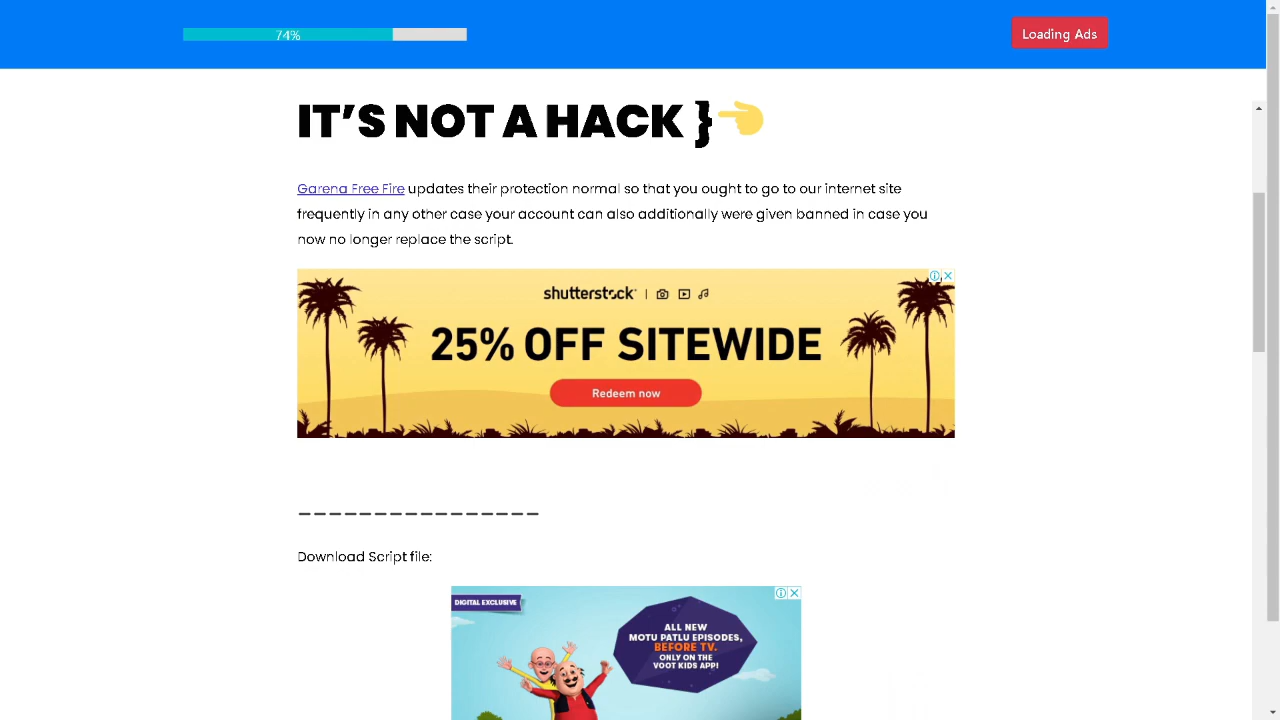 74%
Loading Ads
IT'S NOT A HACK }
Garena Free Fire updates their protection normal so that you ought to go to our internet site
frequently in any other case your account can also additionally were given banned in case you
now no longer replace the script.
shutterstock
25% OFF SITEWIDE
Redeem now
Download Script file:
DIGITAL EXCLUSIVE
ALL NEW
MOTU PATLU EPISODES,
BEFORE TV.
ONLY ON THE
VOOT KIDS APP!